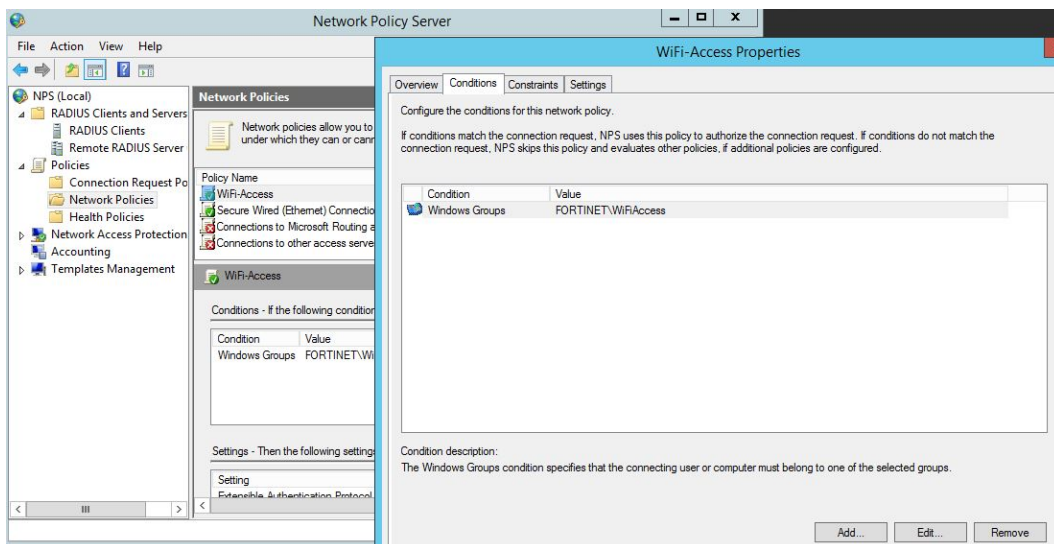 Network Policy Server
File Action View Help
NPS (Local)
RADIUS Clients and Servers
RADIUS Clients
Remote RADIUS Server
Policies
Connection Request Po
Network Policies
Health Policies
Network Access Protection
Accounting
Templates Management
Network Policies
Network policies allow you to
under which they can or cann
Policy Name
WiFi-Access
Secure Wired (Ethernet) Connectio
Connections to Microsoft Routing a
Connections to other access serve
WiFi-Access
Conditions - If the following condition
Condition Value
Windows Groups FORTINET\Wi
Settings - Then the following setting
Setting
Extensible Authentication Protocol
WiFi-Access Properties
Overview Conditions Constraints Settings
Configure the conditions for this network policy.
If conditions match the connection request, NPS uses this policy to authorize the connection request. If conditions do not match the
connection request, NPS skips this policy and evaluates other policies, if additional policies are configured.
Condition Value
Windows Groups FORTINET\WiFiAccess
Condition description:
The Windows Groups condition specifies that the connecting user or computer must belong to one of the selected groups.
Add... Edit... Remove